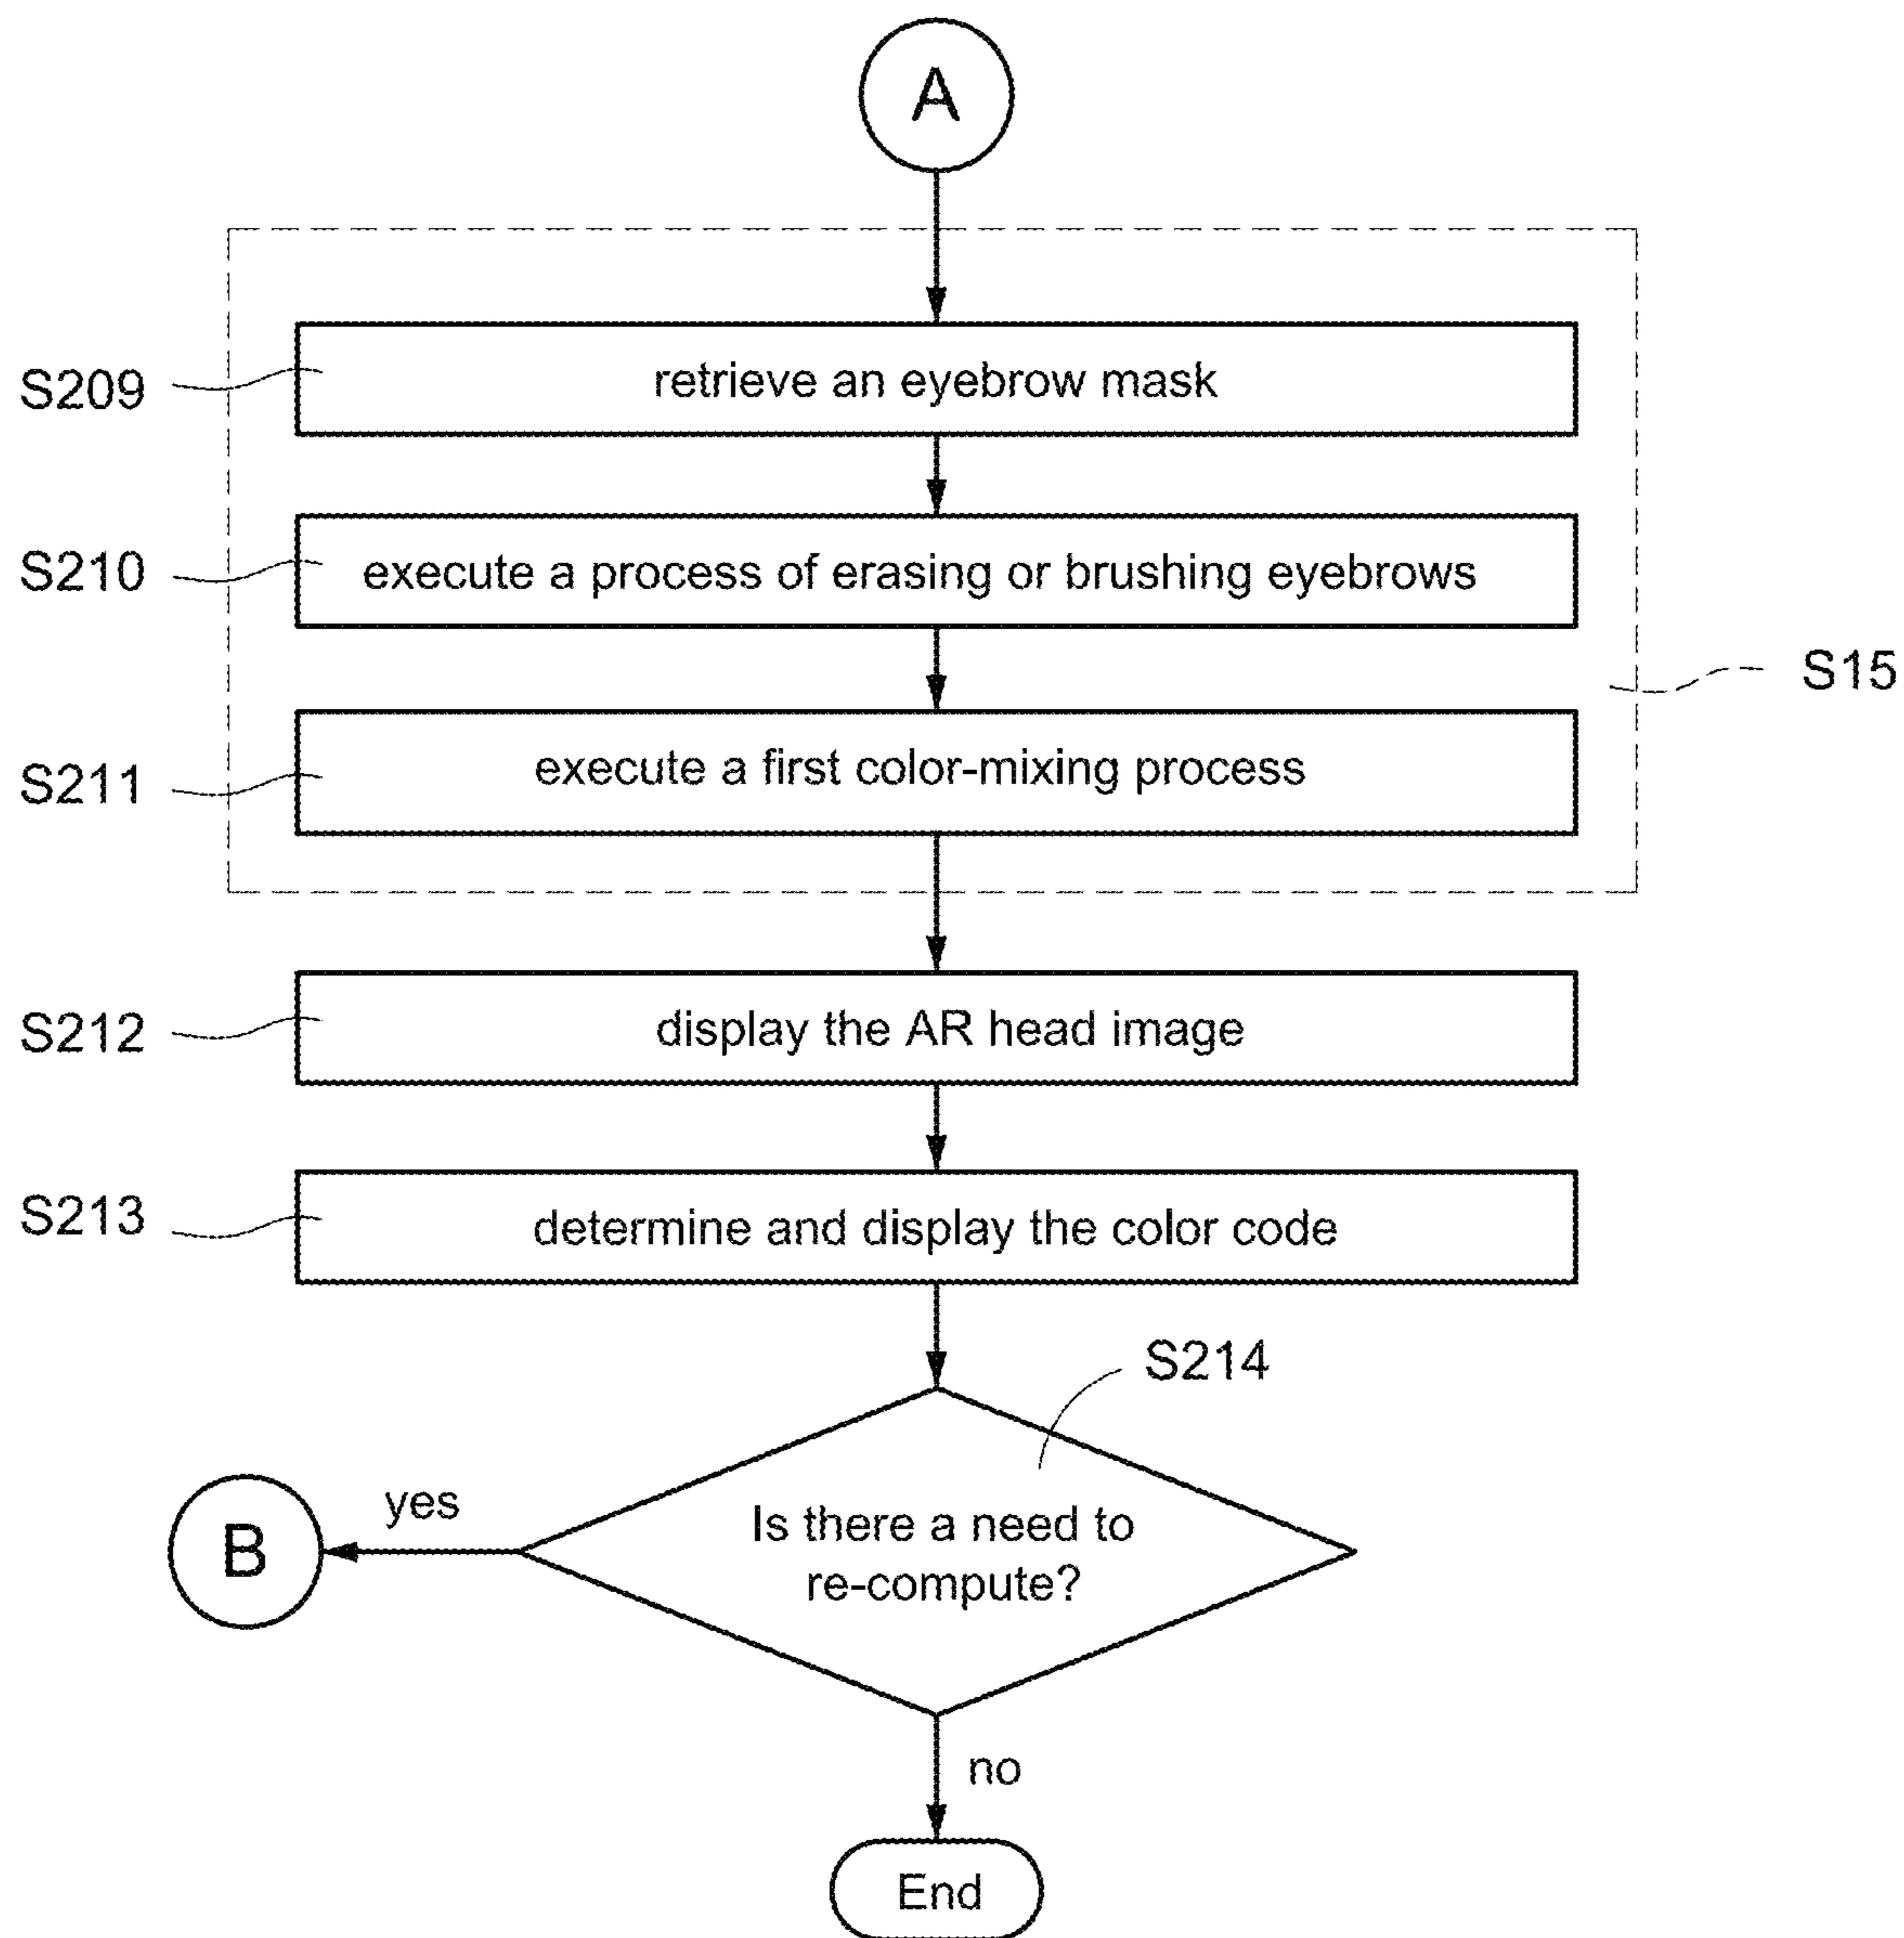 A
S209
retrieve an eyebrow mask
S210
execute a process of erasing or brushing eyebrows
S15
S211
execute a first color-mixing process
S212
display the AR head image
S213
determine and display the color code
S214
Is there a need to
re-compute?
yes
B
no
End